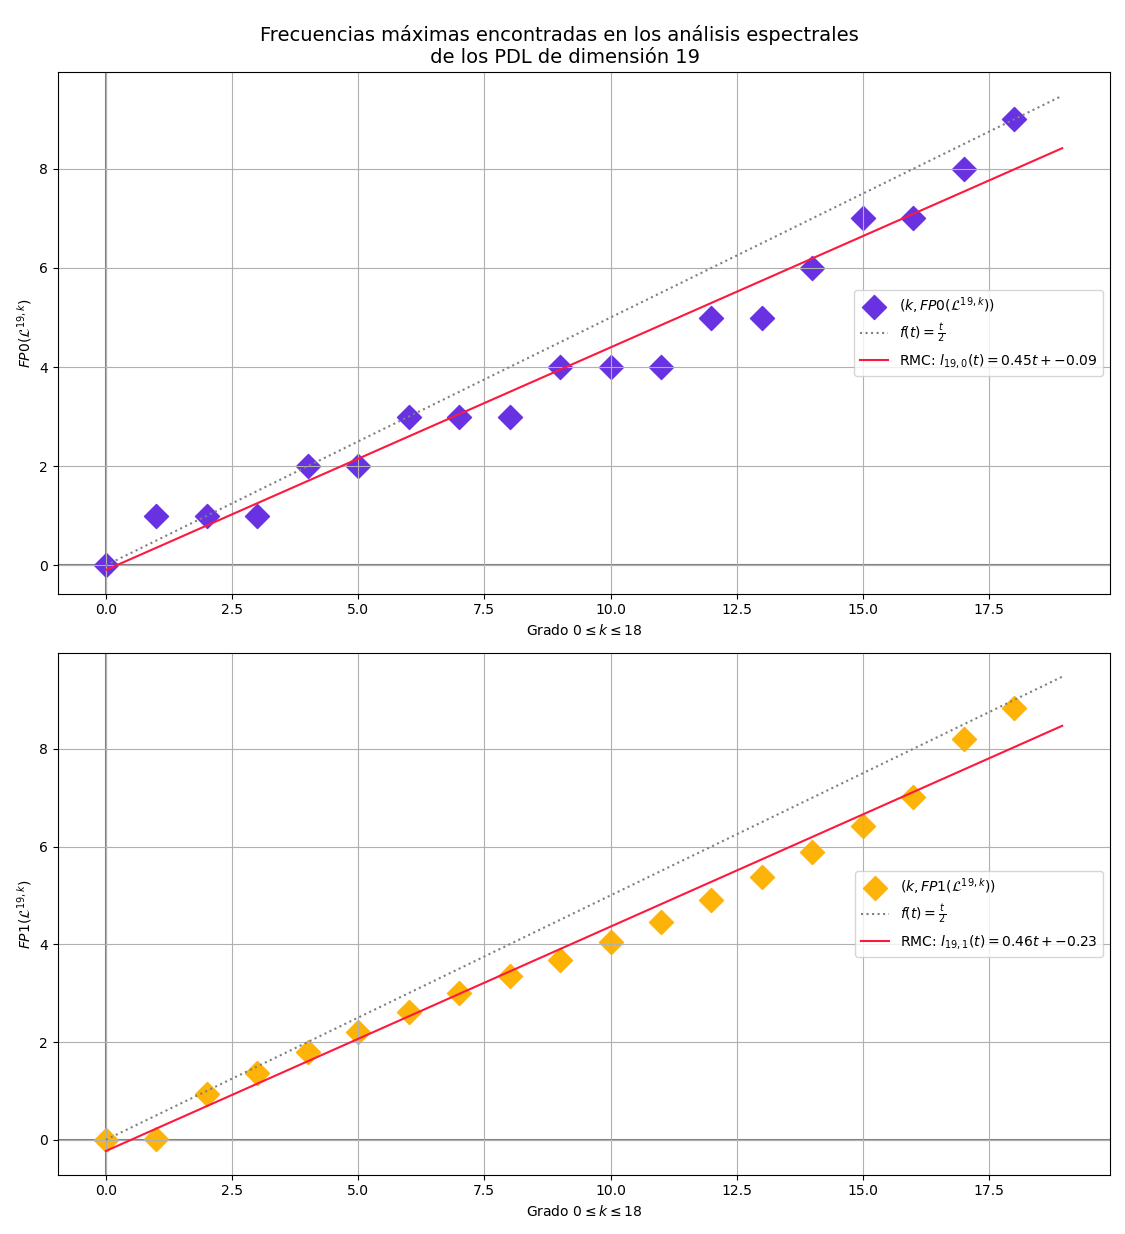 Frecuencias máximas encontradas en los análisis espectrales
de los PDL de dimensión 19
8
6
4
2
0
FP0(ℒ^{19,k})
(k, FP0(ℒ^{19,k}))
f(t) = t/2
RMC: l_{19,0}(t) = 0.45t + −0.09
0.0 2.5 5.0 7.5 10.0 12.5 15.0 17.5
Grado 0 ≤ k ≤ 18
8
6
4
2
0
FP1(ℒ^{19,k})
(k, FP1(ℒ^{19,k}))
f(t) = t/2
RMC: l_{19,1}(t) = 0.46t + −0.23
0.0 2.5 5.0 7.5 10.0 12.5 15.0 17.5
Grado 0 ≤ k ≤ 18